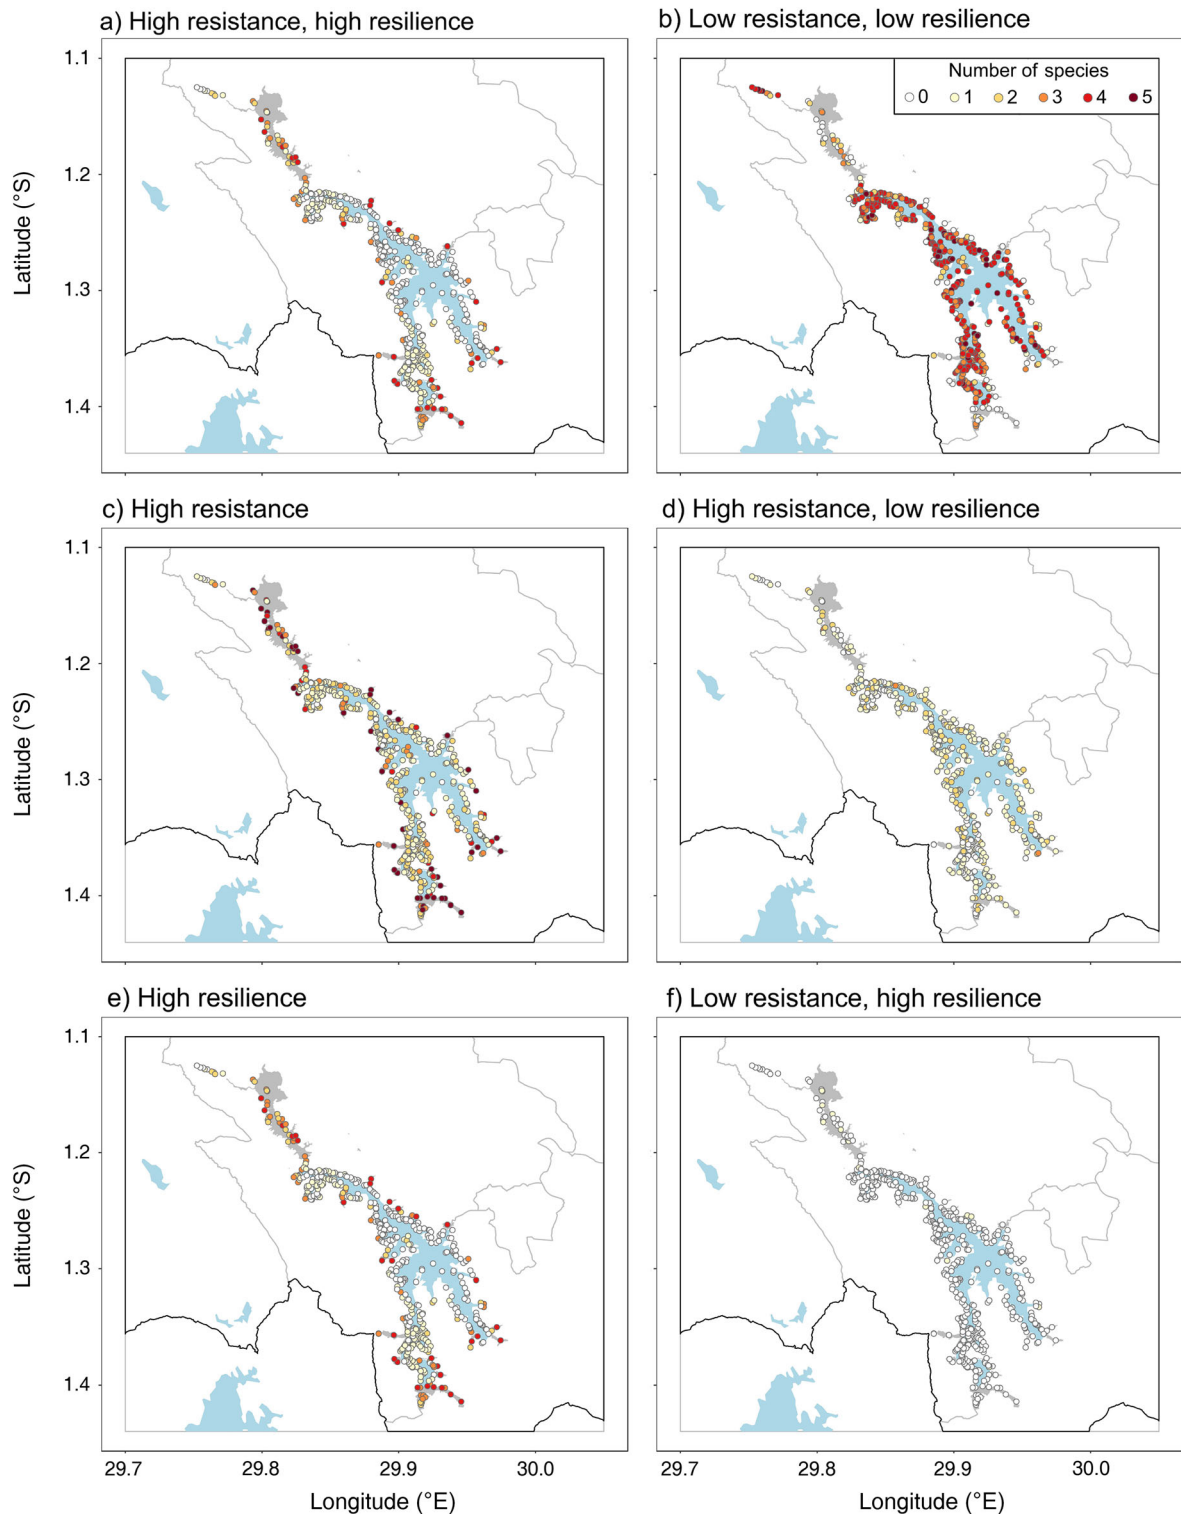 a) High resistance, high resilience
b) Low resistance, low resilience
Number of species
0 1 2 3 4 5
1.1
1.2
1.3
1.4
Latitude (°S)
c) High resistance
d) High resistance, low resilience
1.1
1.2
1.3
1.4
Latitude (°S)
e) High resilience
f) Low resistance, high resilience
1.1
1.2
1.3
1.4
Latitude (°S)
29.7 29.8 29.9 30.0
29.7 29.8 29.9 30.0
Longitude (°E)
Longitude (°E)